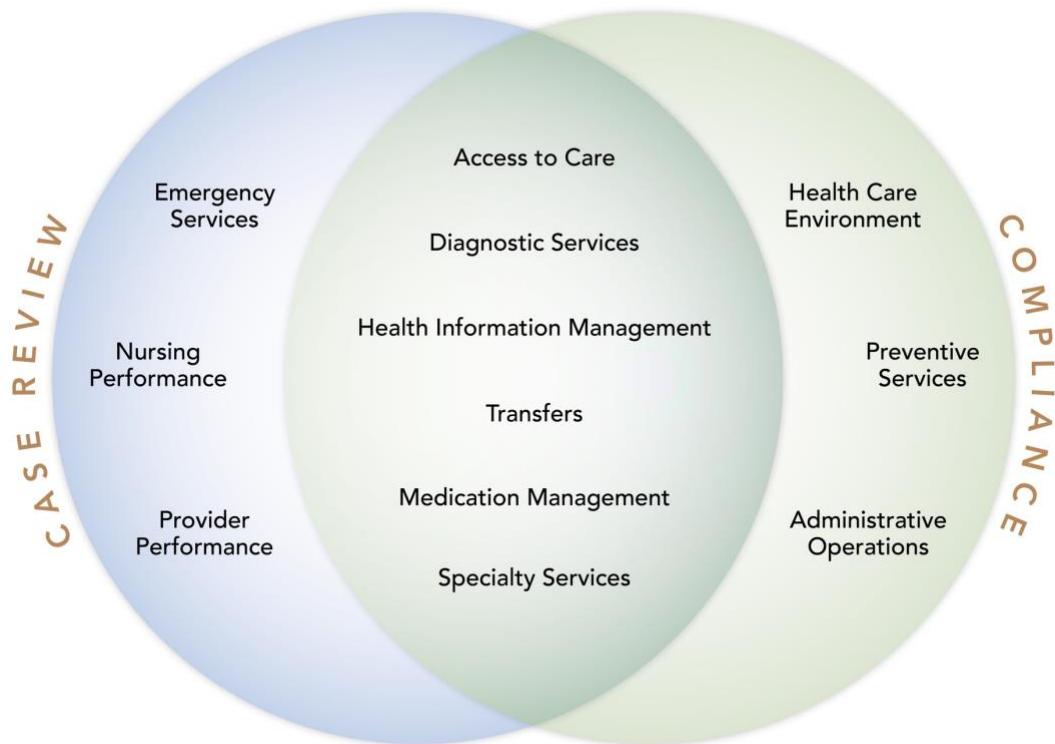 CASE REVIEW
Emergency
Services
Nursing
Performance
Provider
Performance
Access to Care
Diagnostic Services
Health Information Management
Transfers
Medication Management
Specialty Services
Health Care
Environment
Preventive
Services
Administrative
Operations
COMPLIANCE